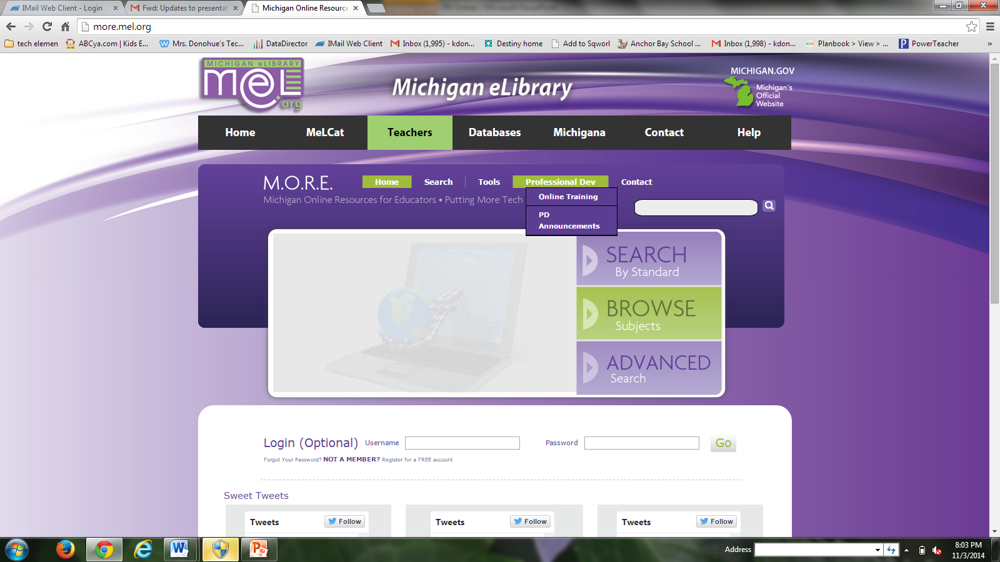 IMail Web Client - Login
Fwd: Updates to presentat
Michigan Online Resource
more.mel.org
tech elemen
ABCya.com | Kids E...
Mrs. Donohue's Tec...
DataDirector
IMail Web Client
Inbox (1,995) - kdon...
Destiny home
Add to Sqworl
Anchor Bay School ...
Inbox (1,998) - kdon...
Planbook > View > ...
PowerTeacher
»
MICHIGAN eLIBRARY
meL
.org
Michigan eLibrary
MICHIGAN.GOV
Michigan's
Official
Website
Home
MeLCat
Teachers
Databases
Michigana
Contact
Help
M.O.R.E.
Home
Search
Tools
Professional Dev
Contact
Michigan Online Resources for Educators • Putting More Tech
Online Training
PD
Announcements
SEARCH
By Standard
BROWSE
Subjects
ADVANCED
Search
Login (Optional)
Username
Password
Go
Forgot Your Password? NOT A MEMBER? Register for a FREE account
Sweet Tweets
Tweets
Follow
Tweets
Follow
Tweets
Follow
Address
8:03 PM
11/3/2014